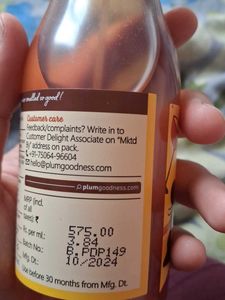 Customer care
Feedback/complaints? Write in to
Customer Delight Associate on "Mktd
By" address on pack.
+91-75064-96604
hello@plumgoodness.com
plumgoodness.com
MRP (incl.
of all
taxes) ₹
575.00
Rs. per ml.:
3.84
Batch No.:
B.PDP149
Mfg. Dt.:
10/2024
Use before 30 months from Mfg. Dt.